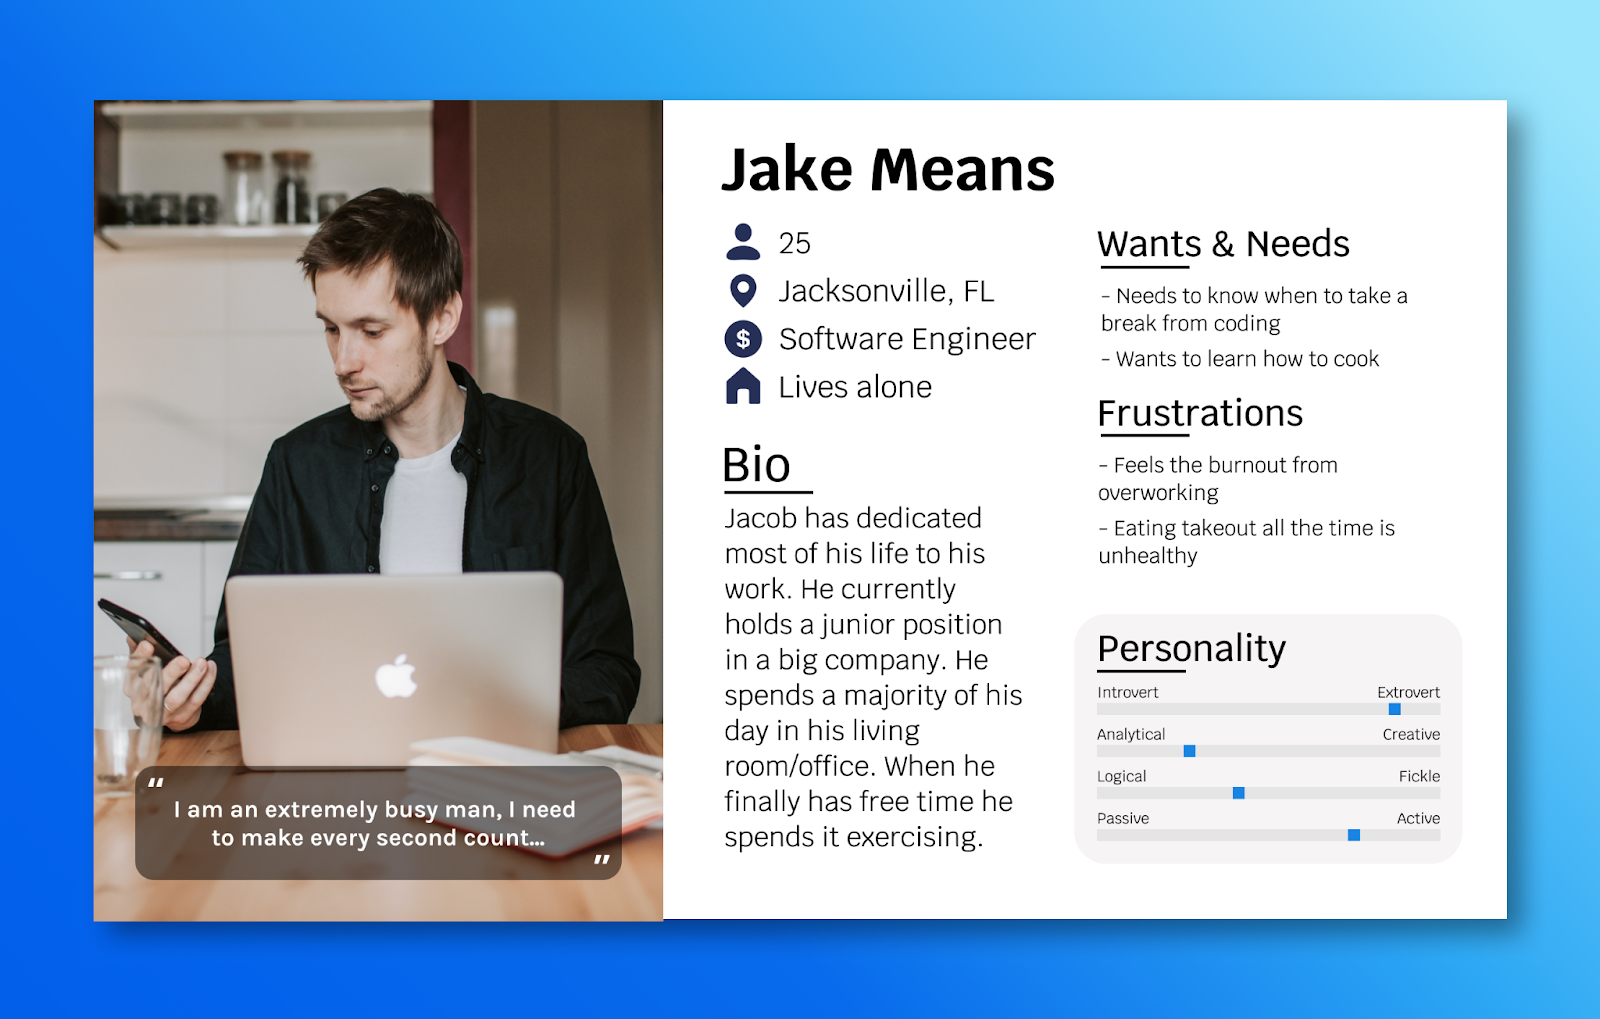 Jake Means
25
Jacksonville, FL
$ Software Engineer
Lives alone
Bio
Jacob has dedicated
most of his life to his
work. He currently
holds a junior position
in a big company. He
spends a majority of his
day in his living
room/office. When he
finally has free time he
spends it exercising.
Wants & Needs
- Needs to know when to take a
break from coding
- Wants to learn how to cook
Frustrations
- Feels the burnout from
overworking
- Eating takeout all the time is
unhealthy
Personality
Introvert Extrovert
Analytical Creative
Logical Fickle
Passive Active
“
I am an extremely busy man, I need
to make every second count...
”